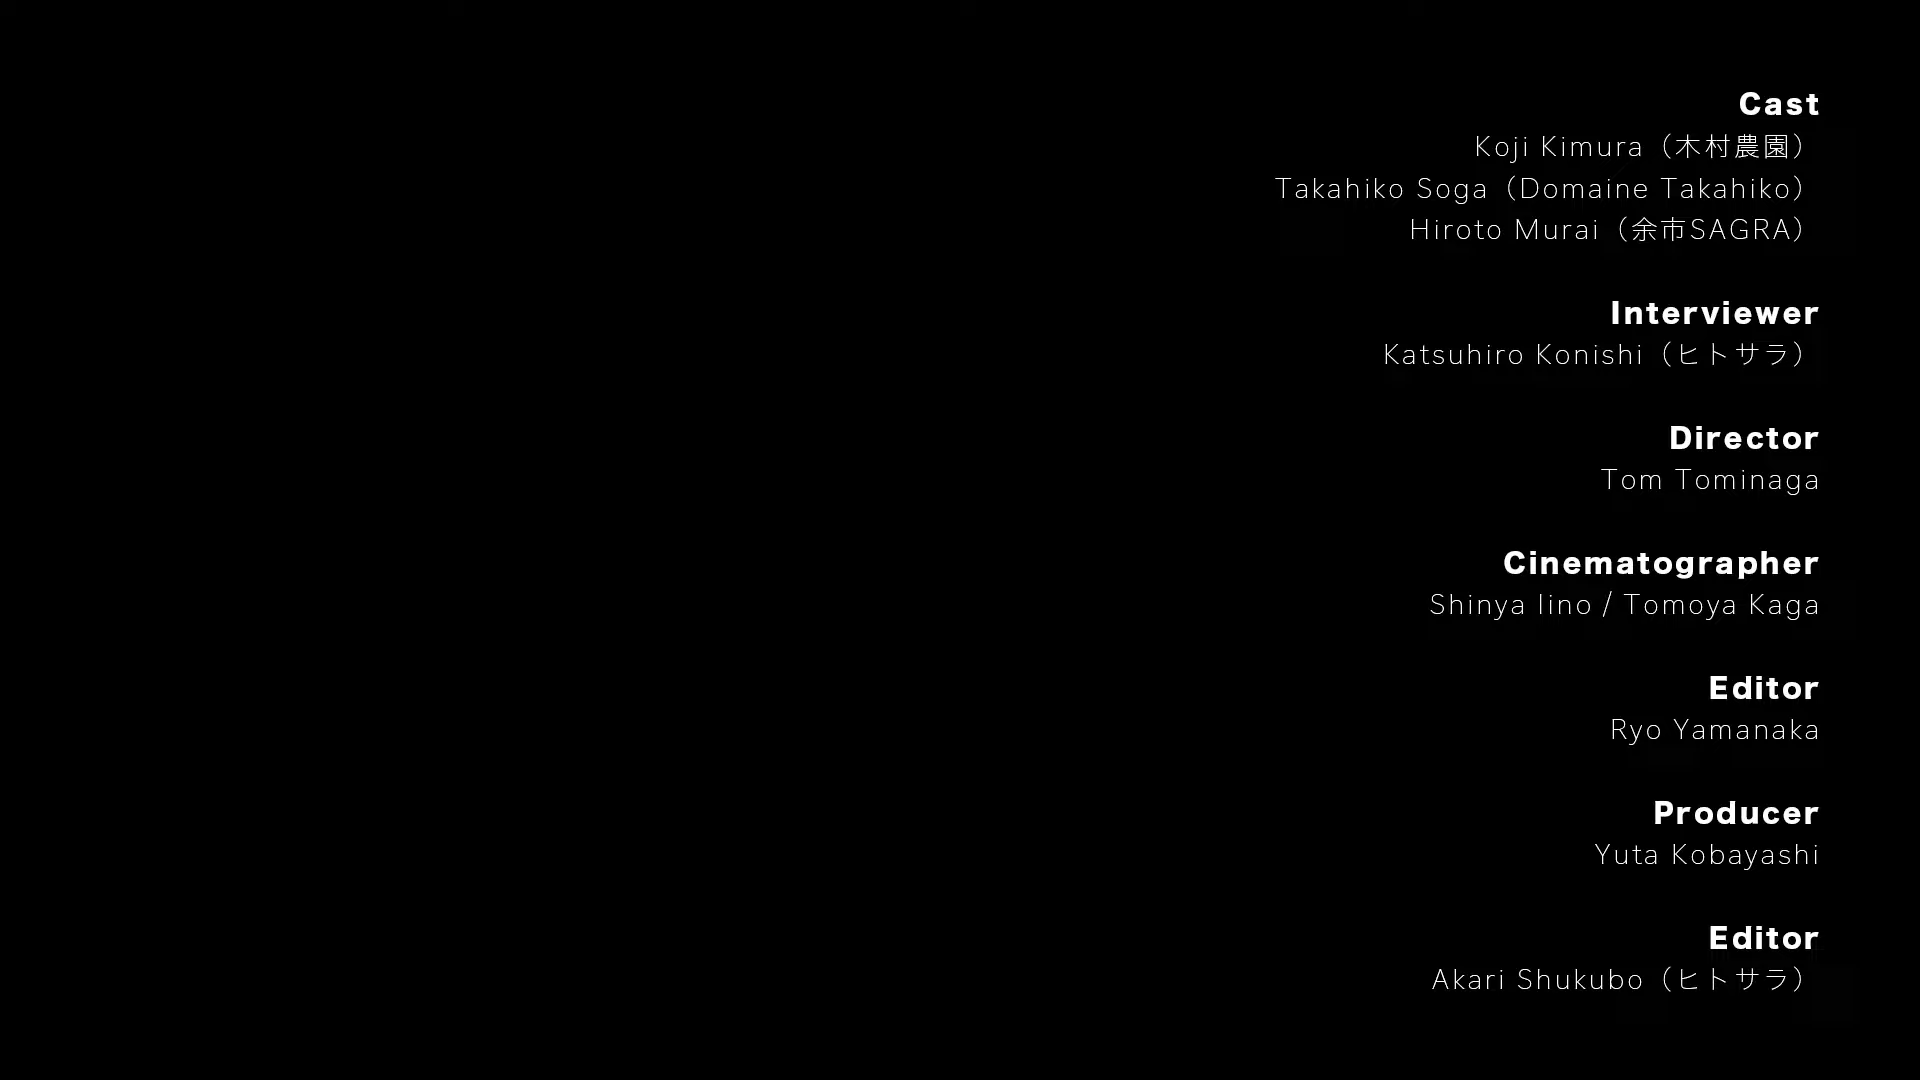 Cast
Koji Kimura（木村農園）
Takahiko Soga（Domaine Takahiko）
Hiroto Murai（余市SAGRA）
Interviewer
Katsuhiro Konishi（ヒトサラ）
Director
Tom Tominaga
Cinematographer
Shinya Iino / Tomoya Kaga
Editor
Ryo Yamanaka
Producer
Yuta Kobayashi
Editor
Akari Shukubo（ヒトサラ）